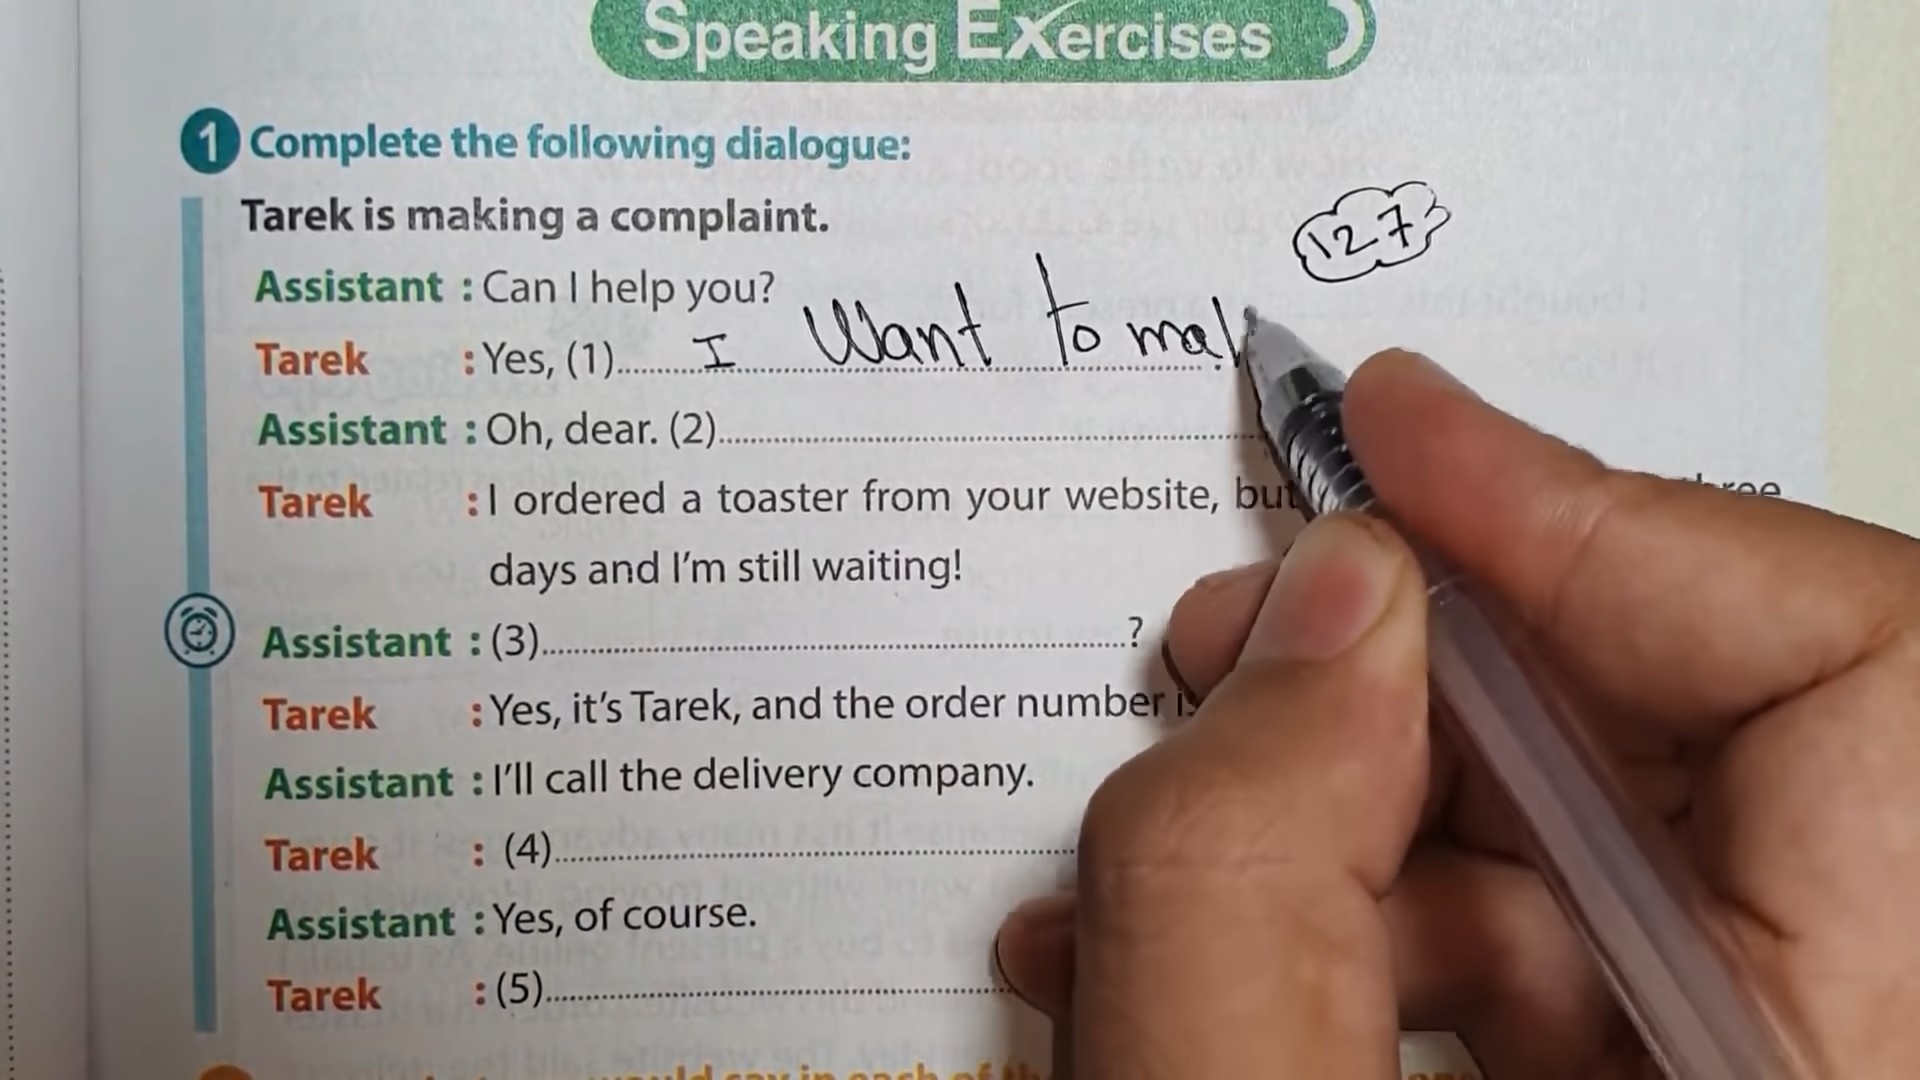 Speaking Exercises
1 Complete the following dialogue:
Tarek is making a complaint.
127
Assistant : Can I help you?
Tarek : Yes, (1)..........I Want to mak
Assistant : Oh, dear. (2)..........
Tarek : I ordered a toaster from your website, but three
days and I'm still waiting!
Assistant : (3)..........?
Tarek : Yes, it's Tarek, and the order number is
Assistant : I'll call the delivery company.
Tarek : (4)..........
Assistant : Yes, of course.
Tarek : (5)..........